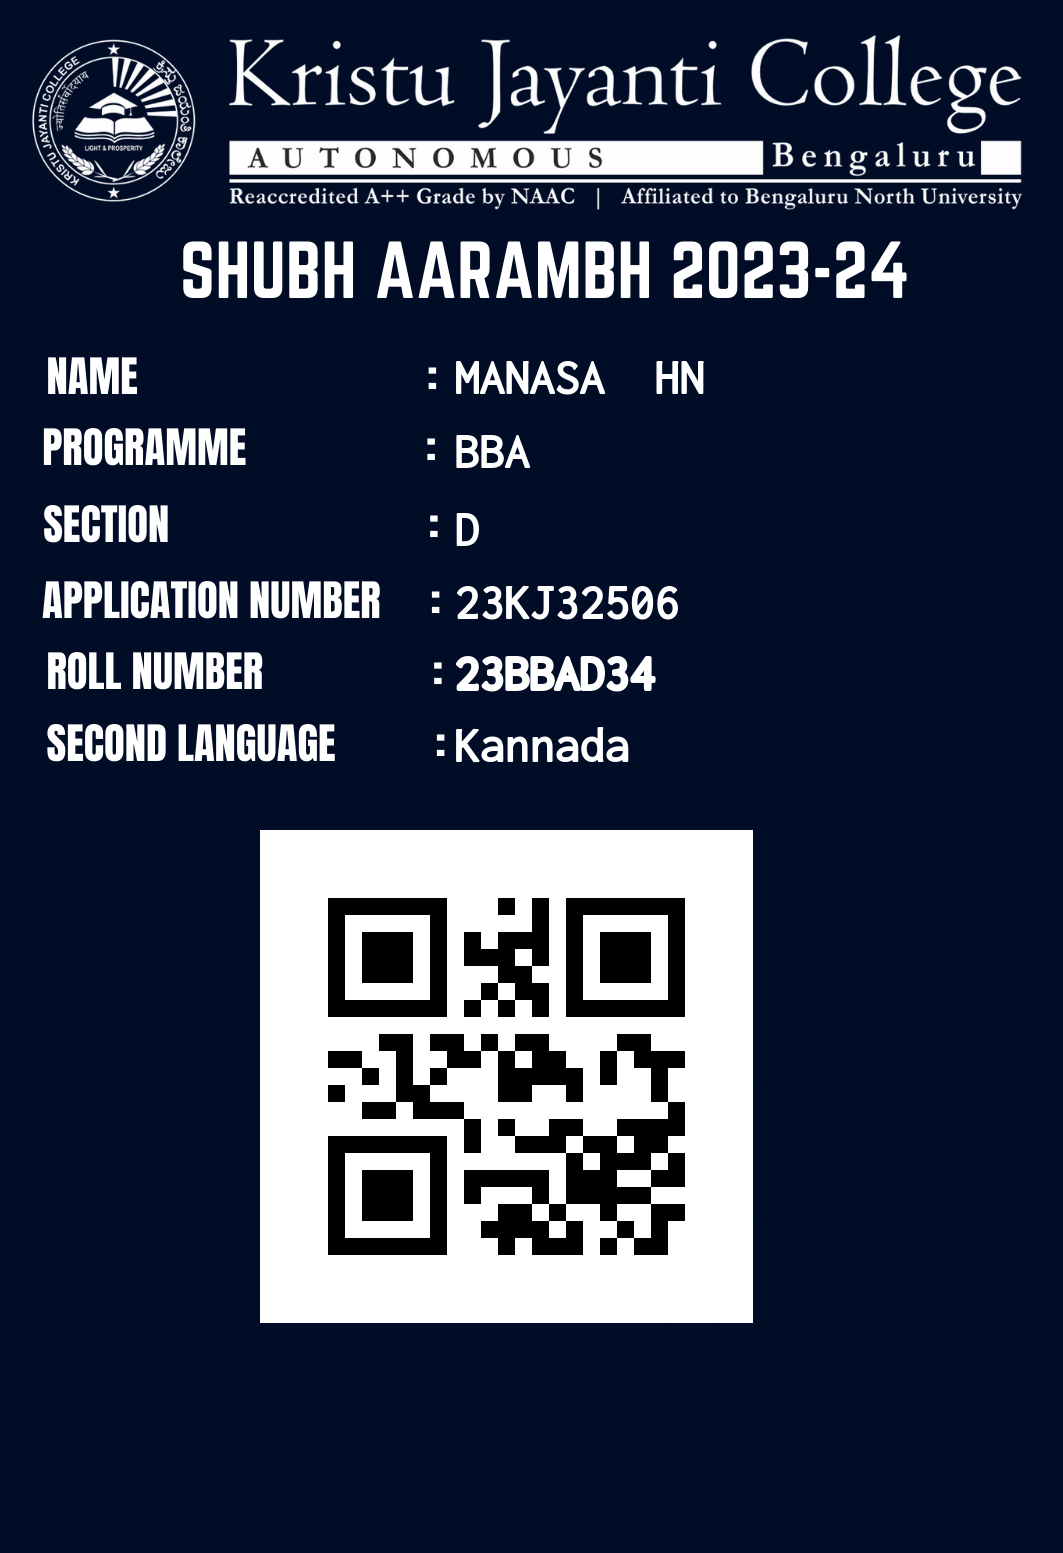 Kristu Jayanti College
AUTONOMOUS Bengaluru
Reaccredited A++ Grade by NAAC | Affiliated to Bengaluru North University
KRISTU JAYANTI COLLEGE
LIGHT & PROSPERITY
SHUBH AARAMBH 2023-24
NAME : MANASA HN
PROGRAMME : BBA
SECTION : D
APPLICATION NUMBER : 23KJ32506
ROLL NUMBER : 23BBAD34
SECOND LANGUAGE : Kannada